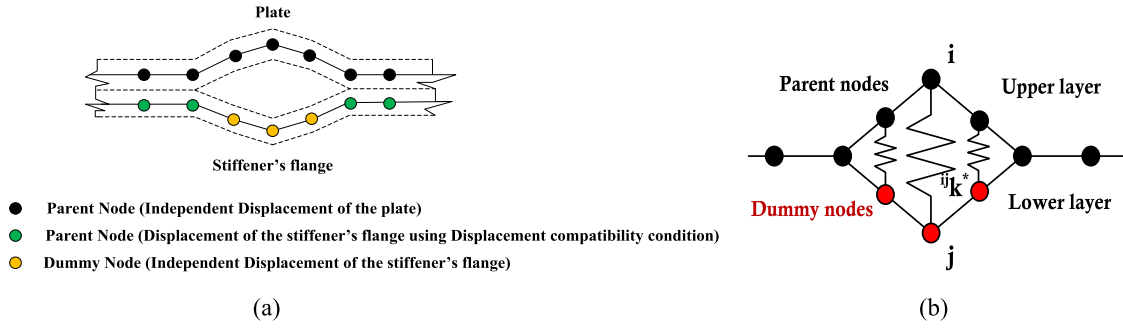 Plate
Stiffener's flange
Parent Node (Independent Displacement of the plate)
Parent Node (Displacement of the stiffener's flange using Displacement compatibility condition)
Dummy Node (Independent Displacement of the stiffener's flange)
(a)
i
Parent nodes
Upper layer
ijk*
Dummy nodes
Lower layer
j
(b)